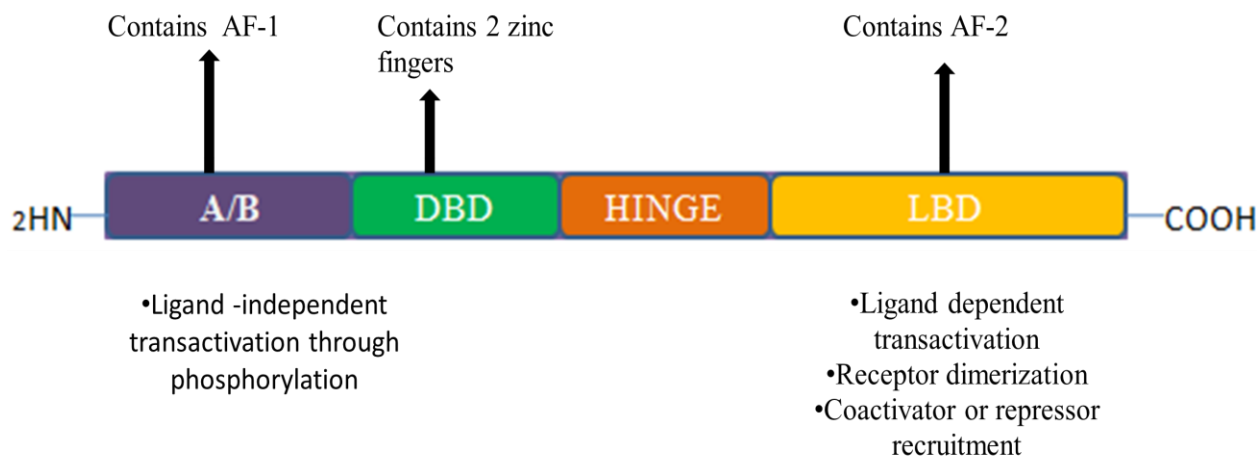 Contains AF-1
Contains 2 zinc
fingers
Contains AF-2
2HN
A/B
DBD
HINGE
LBD
COOH
•Ligand -independent
transactivation through
phosphorylation
•Ligand dependent
transactivation
•Receptor dimerization
•Coactivator or repressor
recruitment